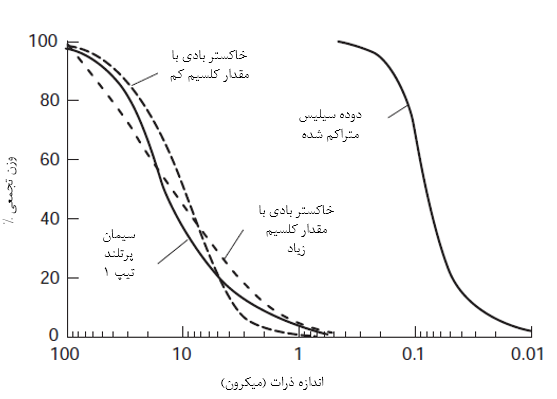 100
خاکستر بادی با
مقدار کلسیم کم
80
دوده سیلیس
متراکم شده
60
وزن تجمعی ٪
خاکستر بادی با
مقدار کلسیم
زیاد
40
سیمان
پرتلند
تیپ ۱
20
0
100
10
1
0.1
0.01
اندازه ذرات (میکرون)